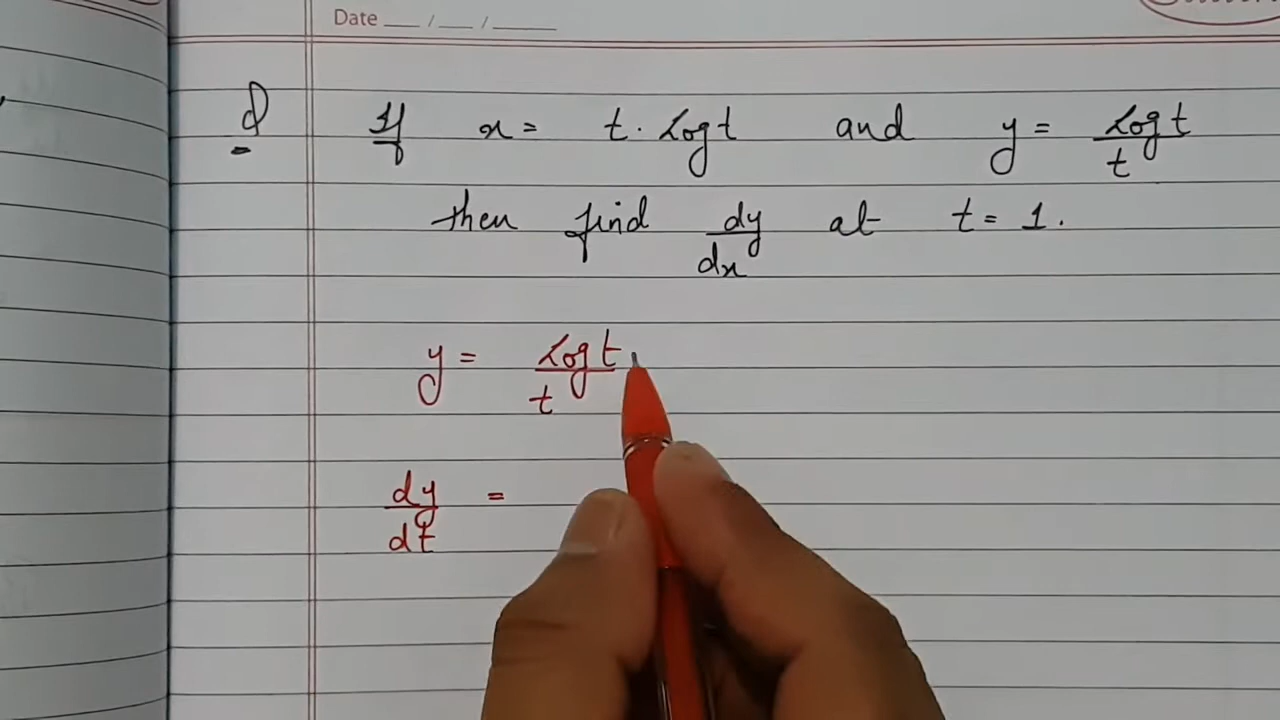 Date ___ / ___ / ______
Q If x = t . Log t and y = Log t / t
then find dy/dx at t = 1.
y = Log t / t
dy/dt =